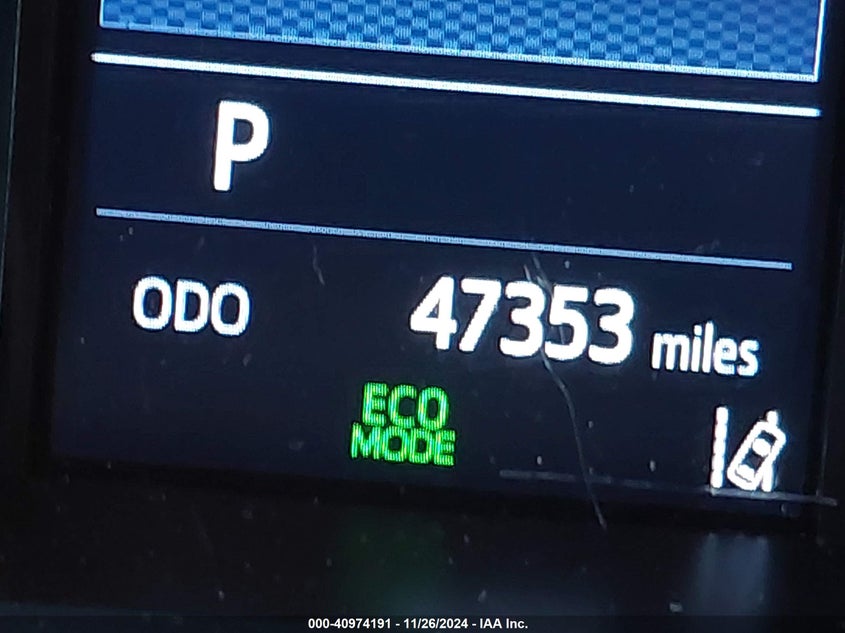 P
ODO 47353 miles
ECO
MODE
000-40974191 - 11/26/2024 - IAA Inc.